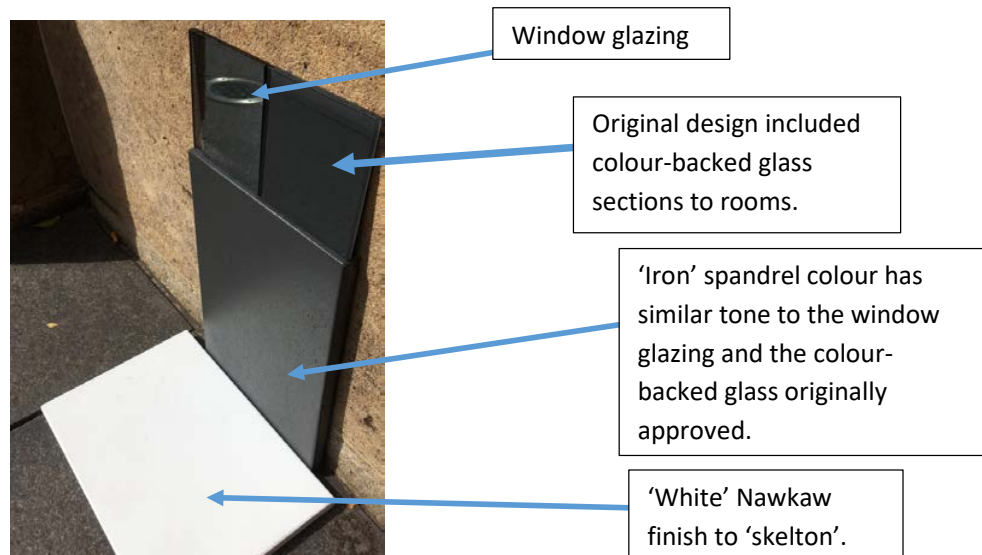 Window glazing
Original design included
colour-backed glass
sections to rooms.
‘Iron’ spandrel colour has
similar tone to the window
glazing and the colour-
backed glass originally
approved.
‘White’ Nawkaw
finish to ‘skelton’.